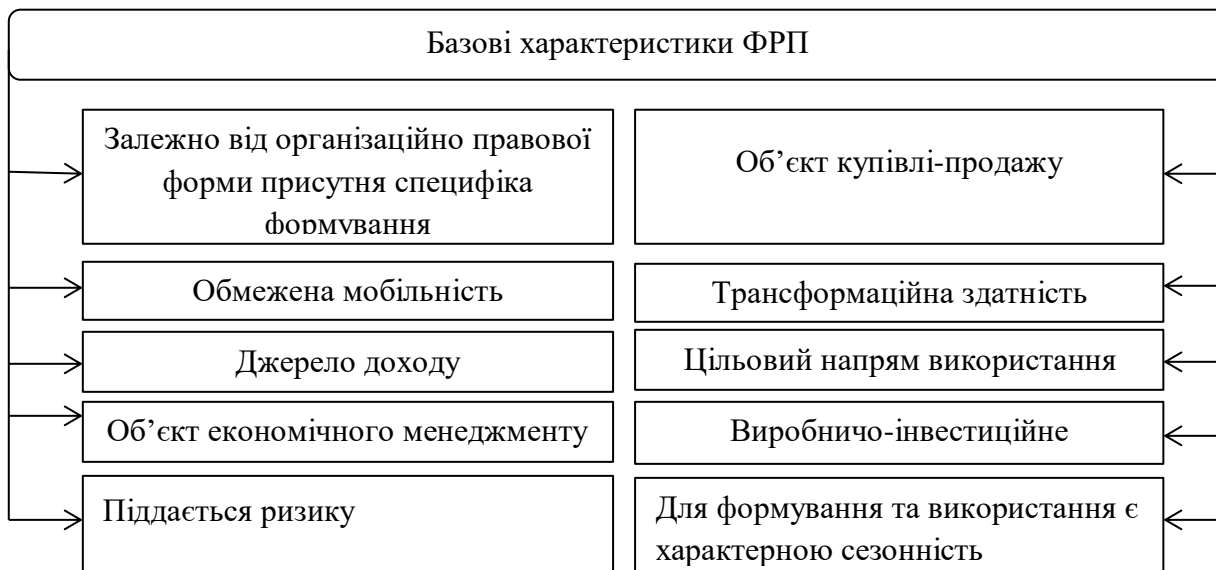 Базові характеристики ФРП
Залежно від організаційно правової
форми присутня специфіка
формування
Об’єкт купівлі-продажу
Обмежена мобільність
Трансформаційна здатність
Джерело доходу
Цільовий напрям використання
Об’єкт економічного менеджменту
Виробничо-інвестиційне
Піддається ризику
Для формування та використання є
характерною сезонність